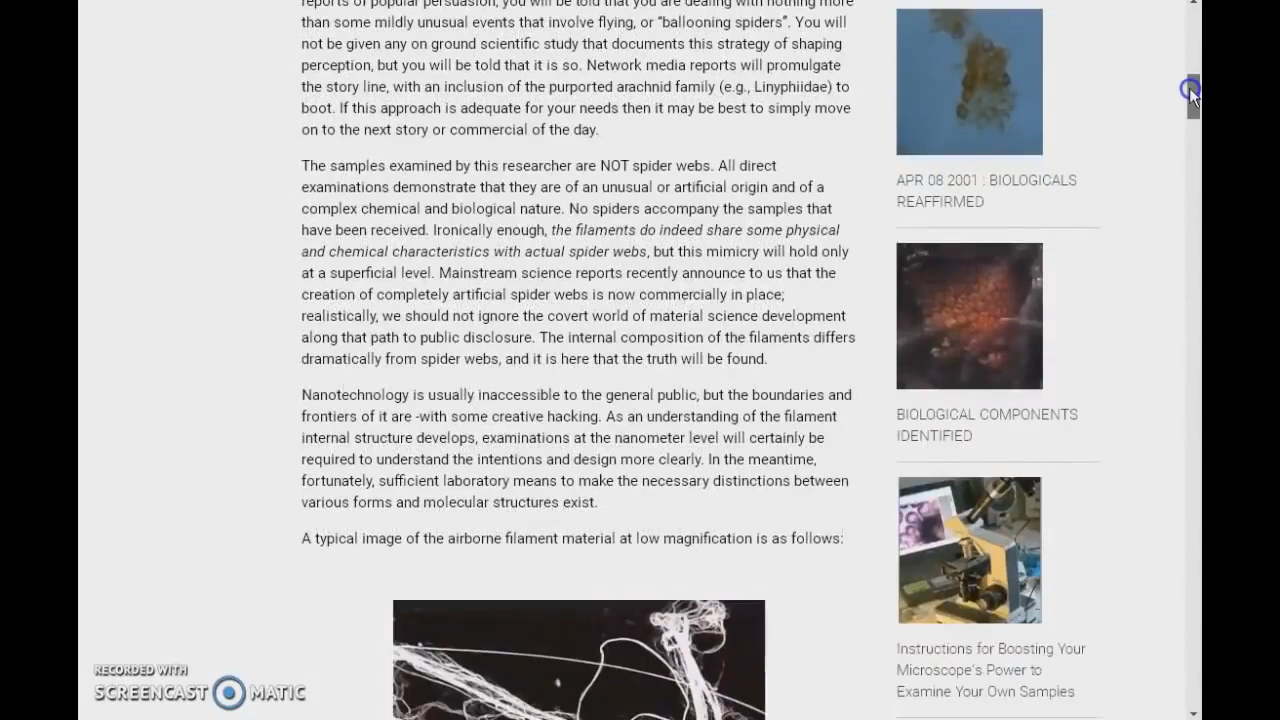 reports of popular persuasion, you will be told that you are dealing with nothing more
than some mildly unusual events that involve flying, or “ballooning spiders”. You will
not be given any on ground scientific study that documents this strategy of shaping
perception, but you will be told that it is so. Network media reports will promulgate
the story line, with an inclusion of the purported arachnid family (e.g., Linyphiidae) to
boot. If this approach is adequate for your needs then it may be best to simply move
on to the next story or commercial of the day.
The samples examined by this researcher are NOT spider webs. All direct
examinations demonstrate that they are of an unusual or artificial origin and of a
complex chemical and biological nature. No spiders accompany the samples that
have been received. Ironically enough, the filaments do indeed share some physical
and chemical characteristics with actual spider webs, but this mimicry will hold only
at a superficial level. Mainstream science reports recently announce to us that the
creation of completely artificial spider webs is now commercially in place;
realistically, we should not ignore the covert world of material science development
along that path to public disclosure. The internal composition of the filaments differs
dramatically from spider webs, and it is here that the truth will be found.
Nanotechnology is usually inaccessible to the general public, but the boundaries and
frontiers of it are -with some creative hacking. As an understanding of the filament
internal structure develops, examinations at the nanometer level will certainly be
required to understand the intentions and design more clearly. In the meantime,
fortunately, sufficient laboratory means to make the necessary distinctions between
various forms and molecular structures exist.
A typical image of the airborne filament material at low magnification is as follows:
APR 08 2001 : BIOLOGICALS
REAFFIRMED
BIOLOGICAL COMPONENTS
IDENTIFIED
Instructions for Boosting Your
Microscope's Power to
Examine Your Own Samples
RECORDED WITH
SCREENCAST MATIC